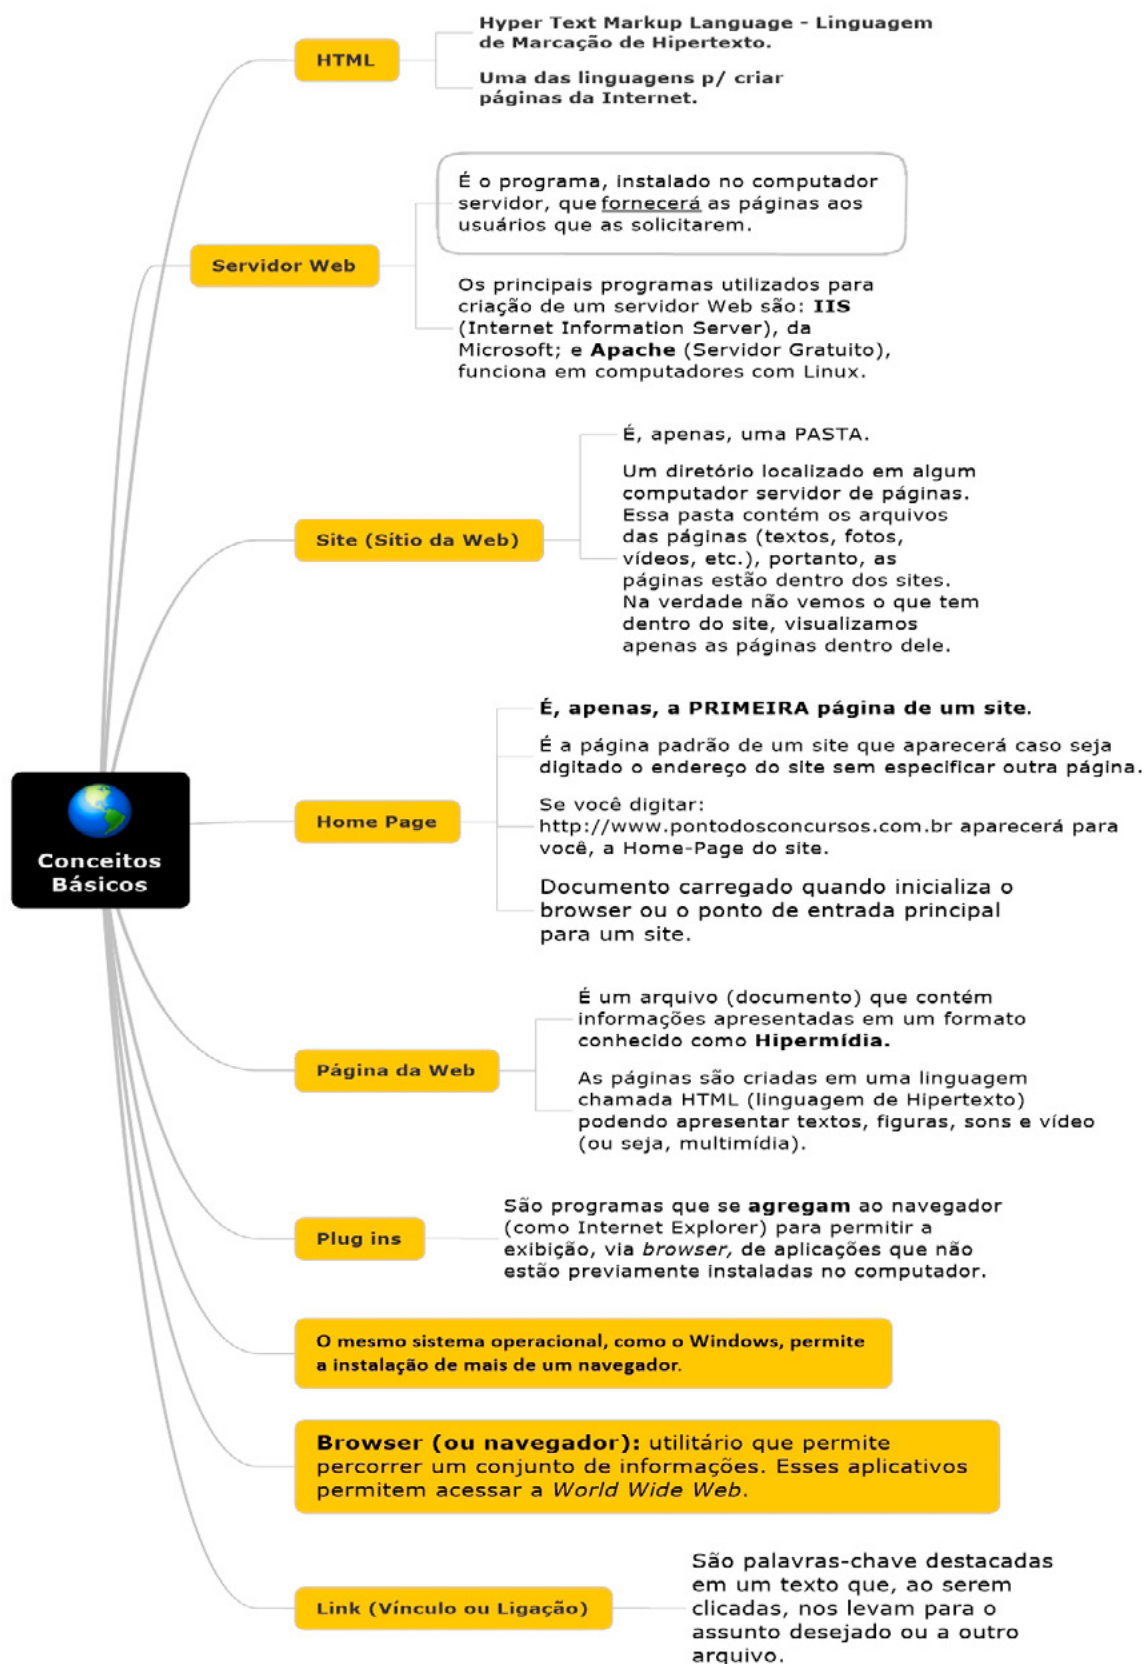 Hyper Text Markup Language - Linguagem
de Marcação de Hipertexto.
HTML
Uma das linguagens p/ criar
páginas da Internet.
É o programa, instalado no computador
servidor, que fornecerá as páginas aos
usuários que as solicitarem.
Servidor Web
Os principais programas utilizados para
criação de um servidor Web são: IIS
(Internet Information Server), da
Microsoft; e Apache (Servidor Gratuito),
funciona em computadores com Linux.
É, apenas, uma PASTA.
Um diretório localizado em algum
computador servidor de páginas.
Essa pasta contém os arquivos
das páginas (textos, fotos,
vídeos, etc.), portanto, as
páginas estão dentro dos sites.
Na verdade não vemos o que tem
dentro do site, visualizamos
apenas as páginas dentro dele.
Site (Sítio da Web)
É, apenas, a PRIMEIRA página de um site.
É a página padrão de um site que aparecerá caso seja
digitado o endereço do site sem especificar outra página.
Se você digitar:
http://www.pontodosconcursos.com.br aparecerá para
você, a Home-Page do site.
Home Page
Documento carregado quando inicializa o
browser ou o ponto de entrada principal
para um site.
Conceitos
Básicos
É um arquivo (documento) que contém
informações apresentadas em um formato
conhecido como Hipermídia.
Página da Web
As páginas são criadas em uma linguagem
chamada HTML (linguagem de Hipertexto)
podendo apresentar textos, figuras, sons e vídeo
(ou seja, multimídia).
Plug ins
São programas que se agregam ao navegador
(como Internet Explorer) para permitir a
exibição, via browser, de aplicações que não
estão previamente instaladas no computador.
O mesmo sistema operacional, como o Windows, permite
a instalação de mais de um navegador.
Browser (ou navegador): utilitário que permite
percorrer um conjunto de informações. Esses aplicativos
permitem acessar a World Wide Web.
Link (Vínculo ou Ligação)
São palavras-chave destacadas
em um texto que, ao serem
clicadas, nos levam para o
assunto desejado ou a outro
arquivo.